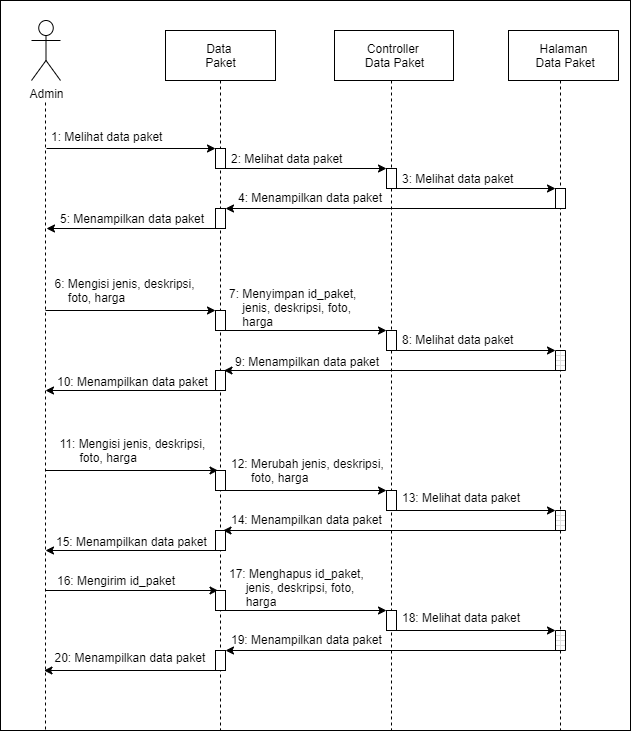 Data
Paket
Controller
Data Paket
Halaman
Data Paket
Admin
1: Melihat data paket
2: Melihat data paket
3: Melihat data paket
4: Menampilkan data paket
5: Menampilkan data paket
6: Mengisi jenis, deskripsi,
foto, harga
7: Menyimpan id_paket,
jenis, deskripsi, foto,
harga
8: Melihat data paket
9: Menampilkan data paket
10: Menampilkan data paket
11: Mengisi jenis, deskripsi,
foto, harga
12: Merubah jenis, deskripsi,
foto, harga
13: Melihat data paket
14: Menampilkan data paket
15: Menampilkan data paket
16: Mengirim id_paket
17: Menghapus id_paket,
jenis, deskripsi, foto,
harga
18: Melihat data paket
19: Menampilkan data paket
20: Menampilkan data paket